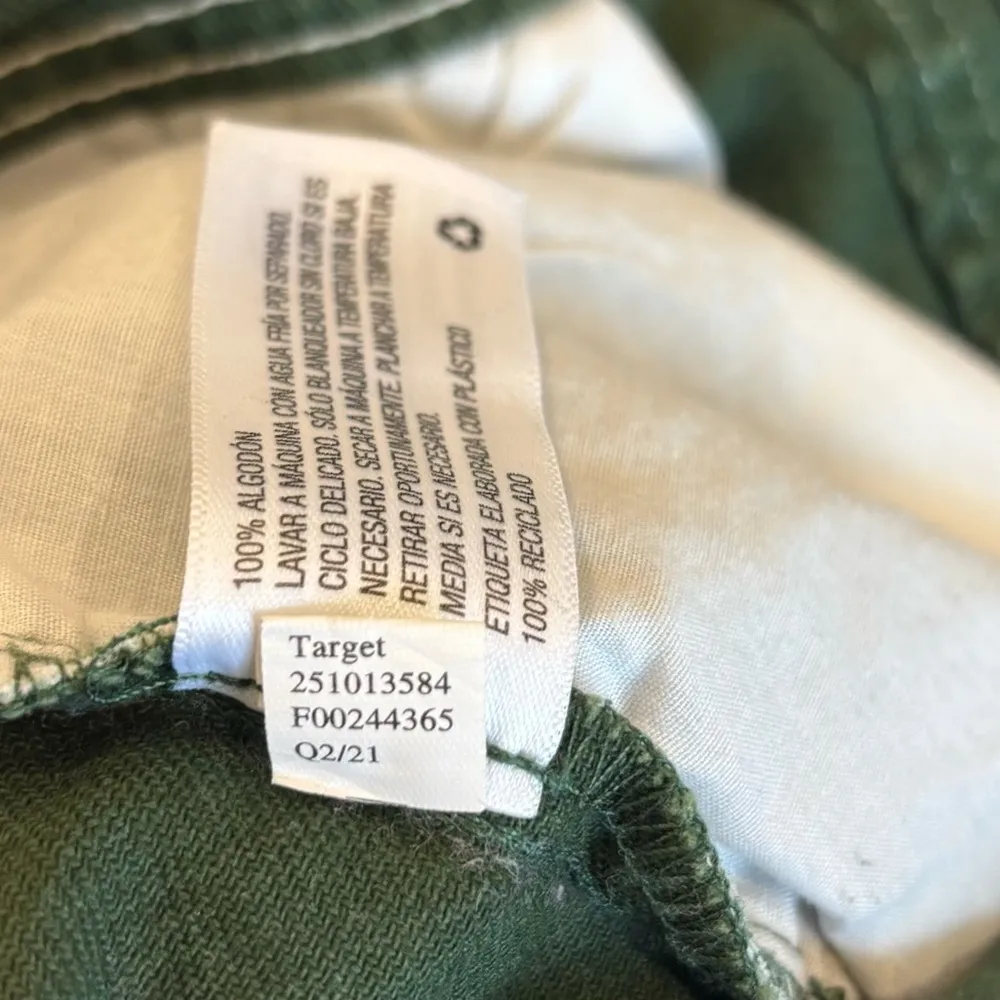 100% ALGODÓN
LAVAR A MÁQUINA CON AGUA FRÍA POR SEPARADO.
CICLO DELICADO. SÓLO BLANQUEADOR SIN CLORO SI ES
NECESARIO. SECAR A MÁQUINA A TEMPERATURA BAJA.
RETIRAR OPORTUNAMENTE. PLANCHAR A TEMPERATURA
MEDIA SI ES NECESARIO.
ETIQUETA ELABORADA CON PLÁSTICO
100% RECICLADO
Target
251013584
F00244365
Q2/21